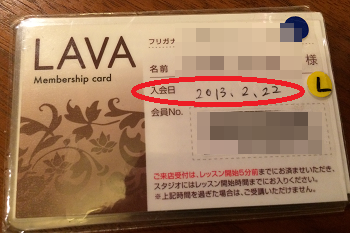 LAVA
Membership card
フリガナ
名前
様
入会日 2013.2.22
L
会員No.
ご来店受付は、レッスン開始5分前までにお済ませいただき、
スタジオにはレッスン開始時間までにお入りください。
※上記時間を過ぎた場合は、ご受講いただけません。